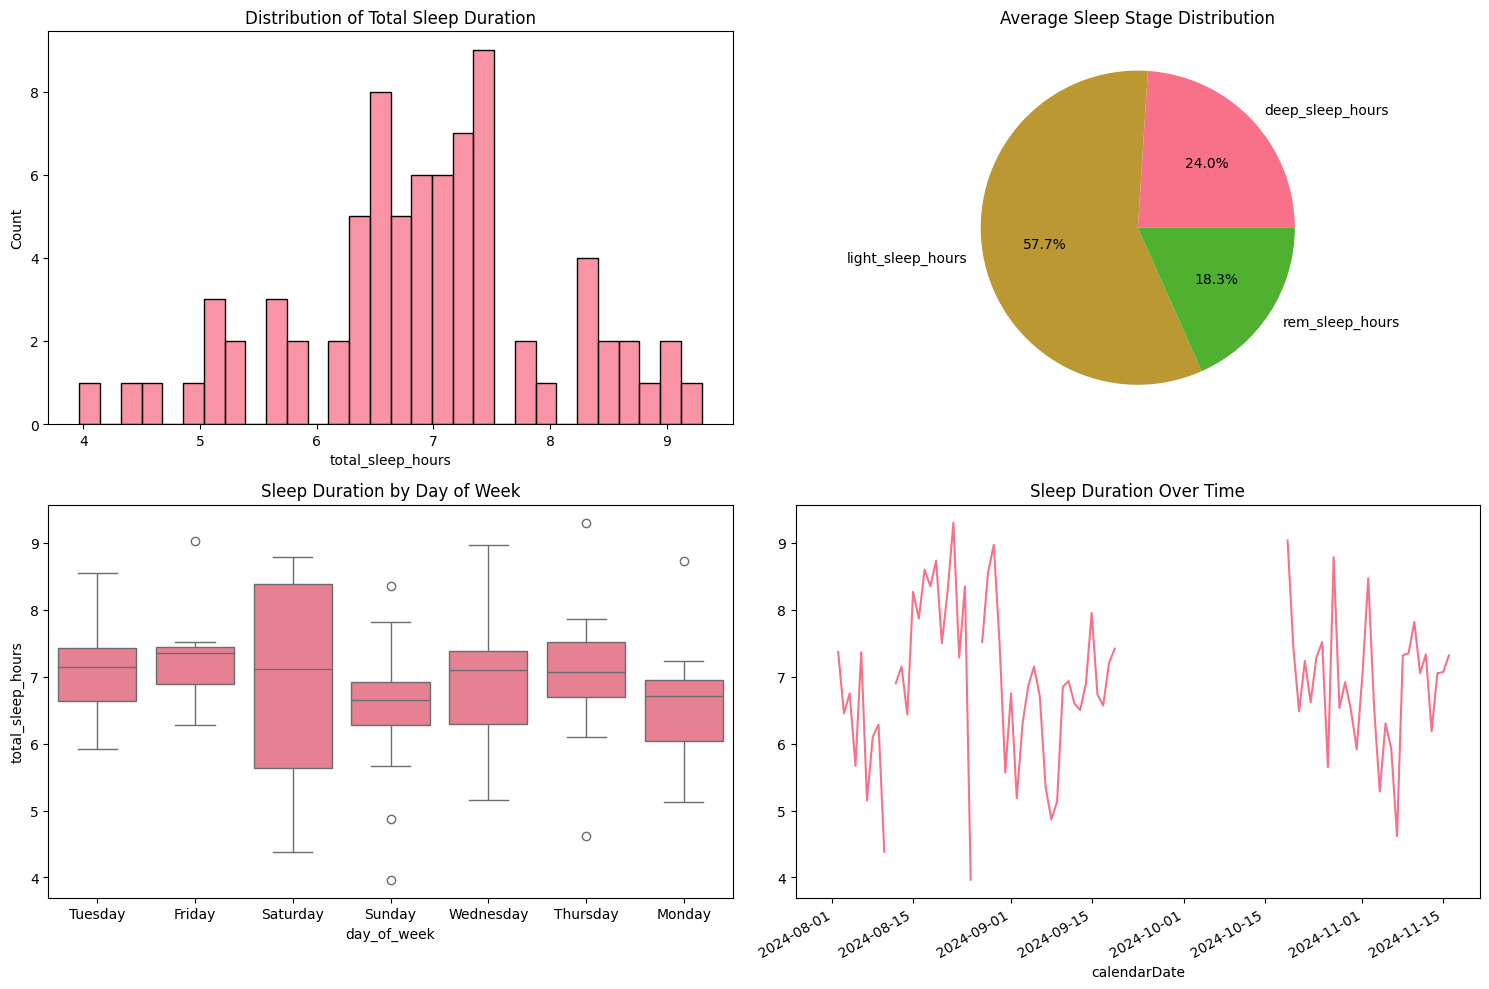 Distribution of Total Sleep Duration
Count
8
6
4
2
0
4 5 6 7 8 9
total_sleep_hours
Average Sleep Stage Distribution
deep_sleep_hours
24.0%
57.7%
light_sleep_hours
18.3%
rem_sleep_hours
Sleep Duration by Day of Week
total_sleep_hours
9
8
7
6
5
4
Tuesday Friday Saturday Sunday Wednesday Thursday Monday
day_of_week
Sleep Duration Over Time
9
8
7
6
5
4
2024-08-01 2024-08-15 2024-09-01 2024-09-15 2024-10-01 2024-10-15 2024-11-01 2024-11-15
calendarDate